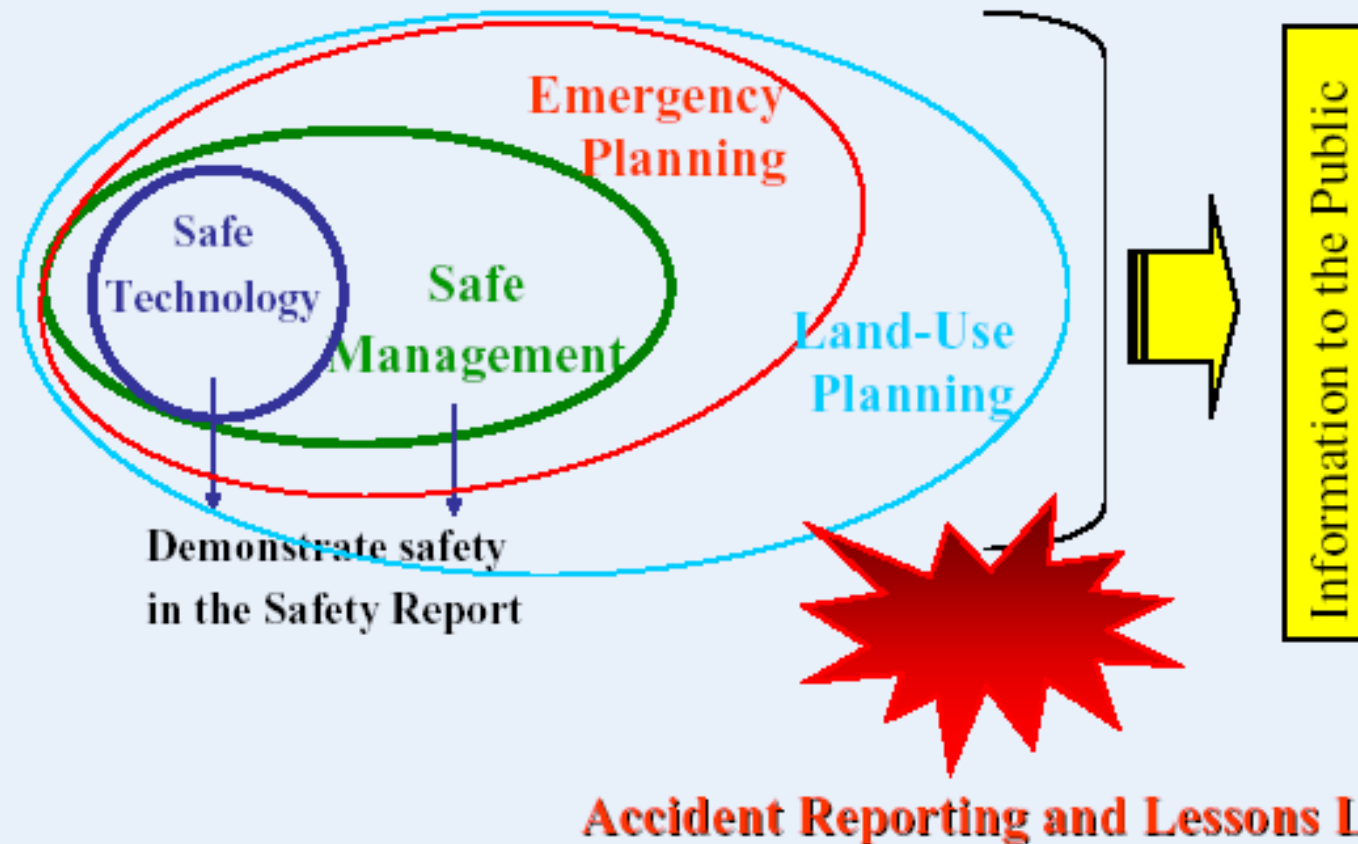 Emergency
Planning
Safe
Technology
Safe
Management
Land-Use
Planning
Demonstrate safety
in the Safety Report
Information to the Public
Accident Reporting and Lessons